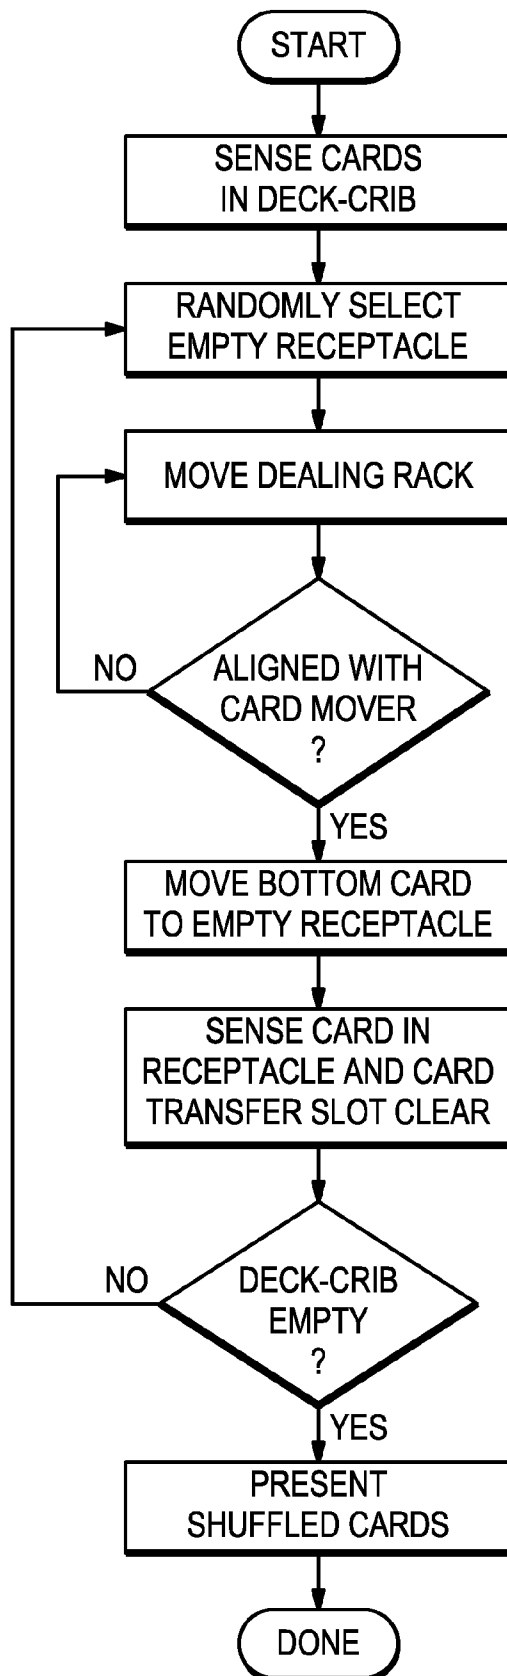 START
SENSE CARDS
IN DECK-CRIB
RANDOMLY SELECT
EMPTY RECEPTACLE
MOVE DEALING RACK
NO
ALIGNED WITH
CARD MOVER
?
YES
MOVE BOTTOM CARD
TO EMPTY RECEPTACLE
SENSE CARD IN
RECEPTACLE AND CARD
TRANSFER SLOT CLEAR
NO
DECK-CRIB
EMPTY
?
YES
PRESENT
SHUFFLED CARDS
DONE